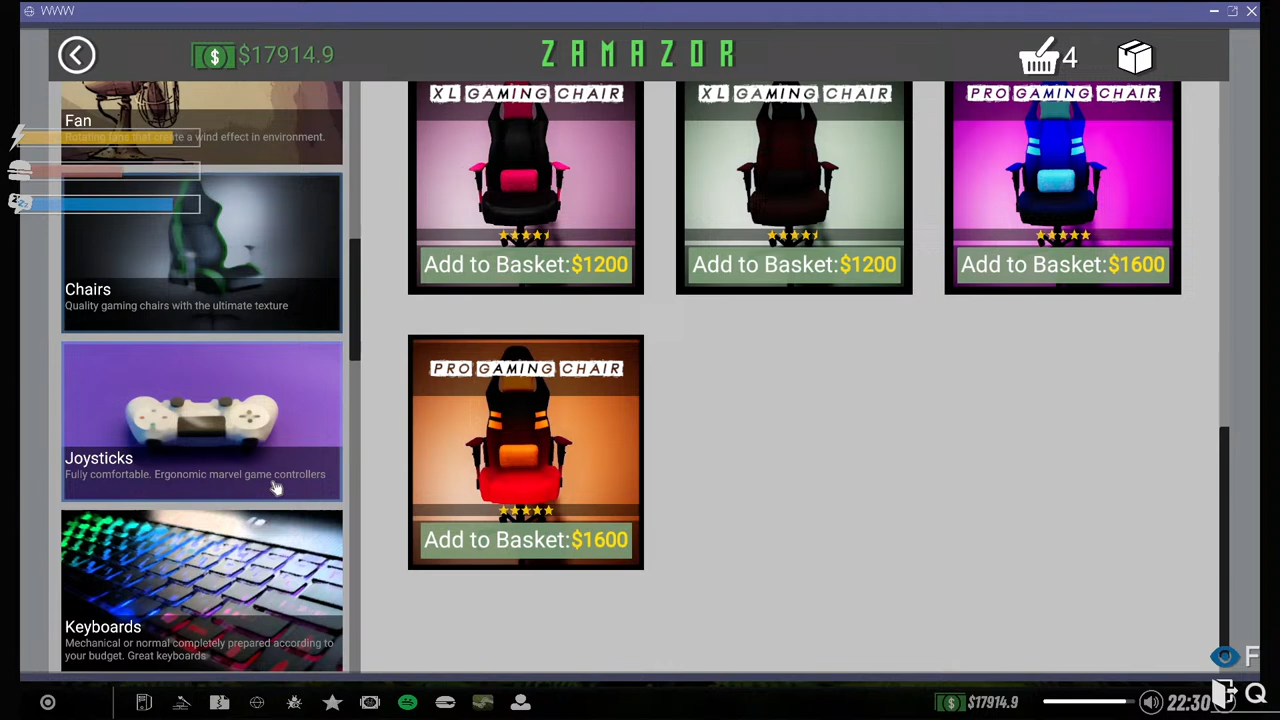 WWW
$17914.9
ZAMAZOR
4
Fan
Rotating fans that create a wind effect in environment.
Chairs
Quality gaming chairs with the ultimate texture
Joysticks
Fully comfortable. Ergonomic marvel game controllers
Keyboards
Mechanical or normal completely prepared according to
your budget. Great keyboards
XL GAMING CHAIR
Add to Basket:$1200
XL GAMING CHAIR
Add to Basket:$1200
PRO GAMING CHAIR
Add to Basket:$1600
PRO GAMING CHAIR
Add to Basket:$1600
F
$17914.9
22:30
Q